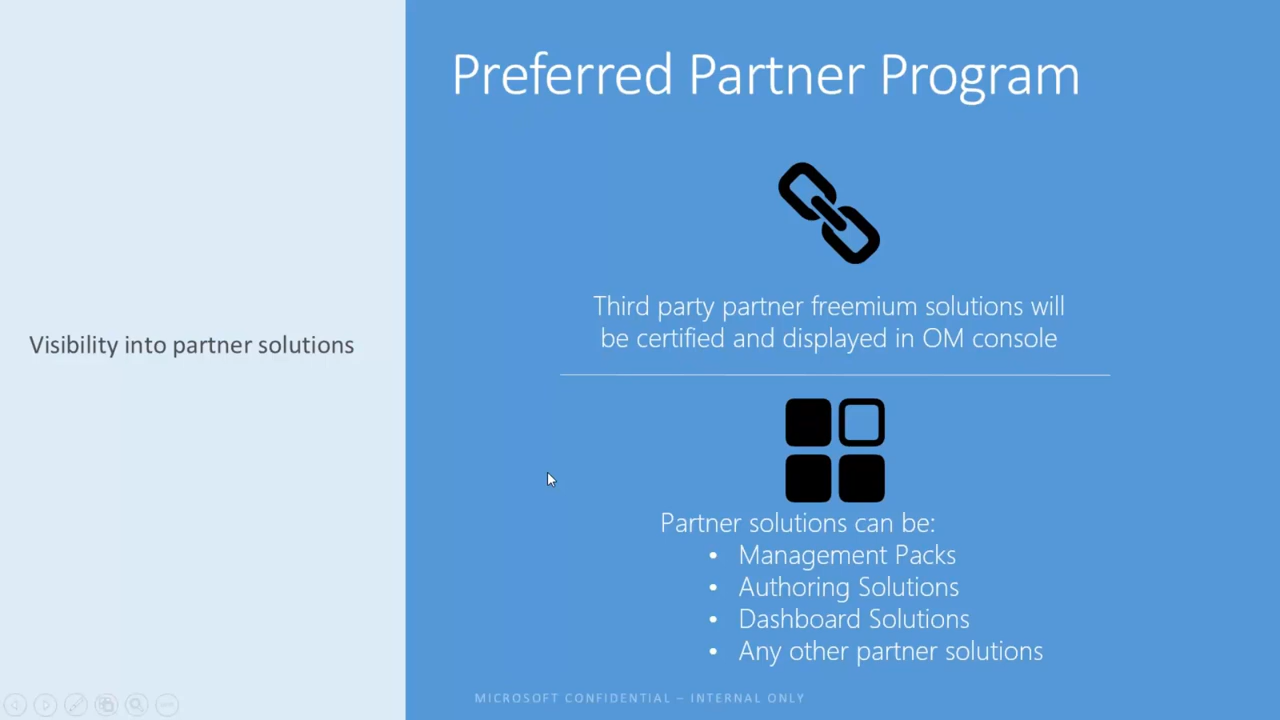 Preferred Partner Program
Third party partner freemium solutions will
be certified and displayed in OM console
Visibility into partner solutions
Partner solutions can be:
• Management Packs
• Authoring Solutions
• Dashboard Solutions
• Any other partner solutions
MICROSOFT CONFIDENTIAL – INTERNAL ONLY